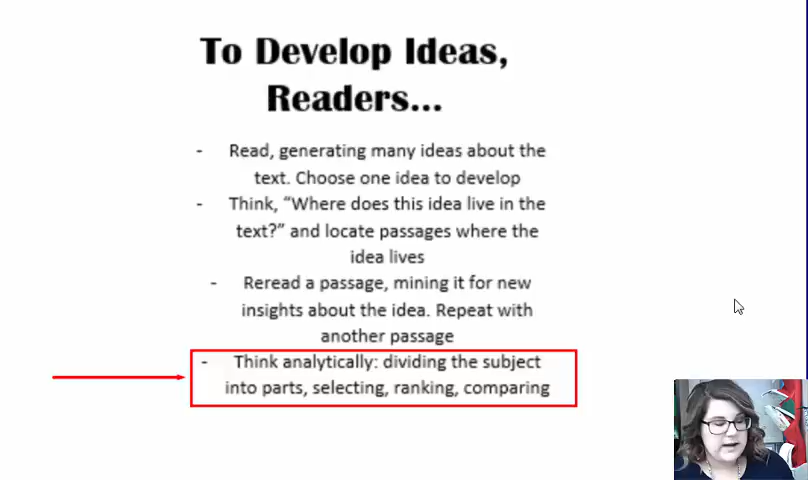 To Develop Ideas,
Readers...
- Read, generating many ideas about the
text. Choose one idea to develop
- Think, “Where does this idea live in the
text?” and locate passages where the
idea lives
- Reread a passage, mining it for new
insights about the idea. Repeat with
another passage
- Think analytically: dividing the subject
into parts, selecting, ranking, comparing